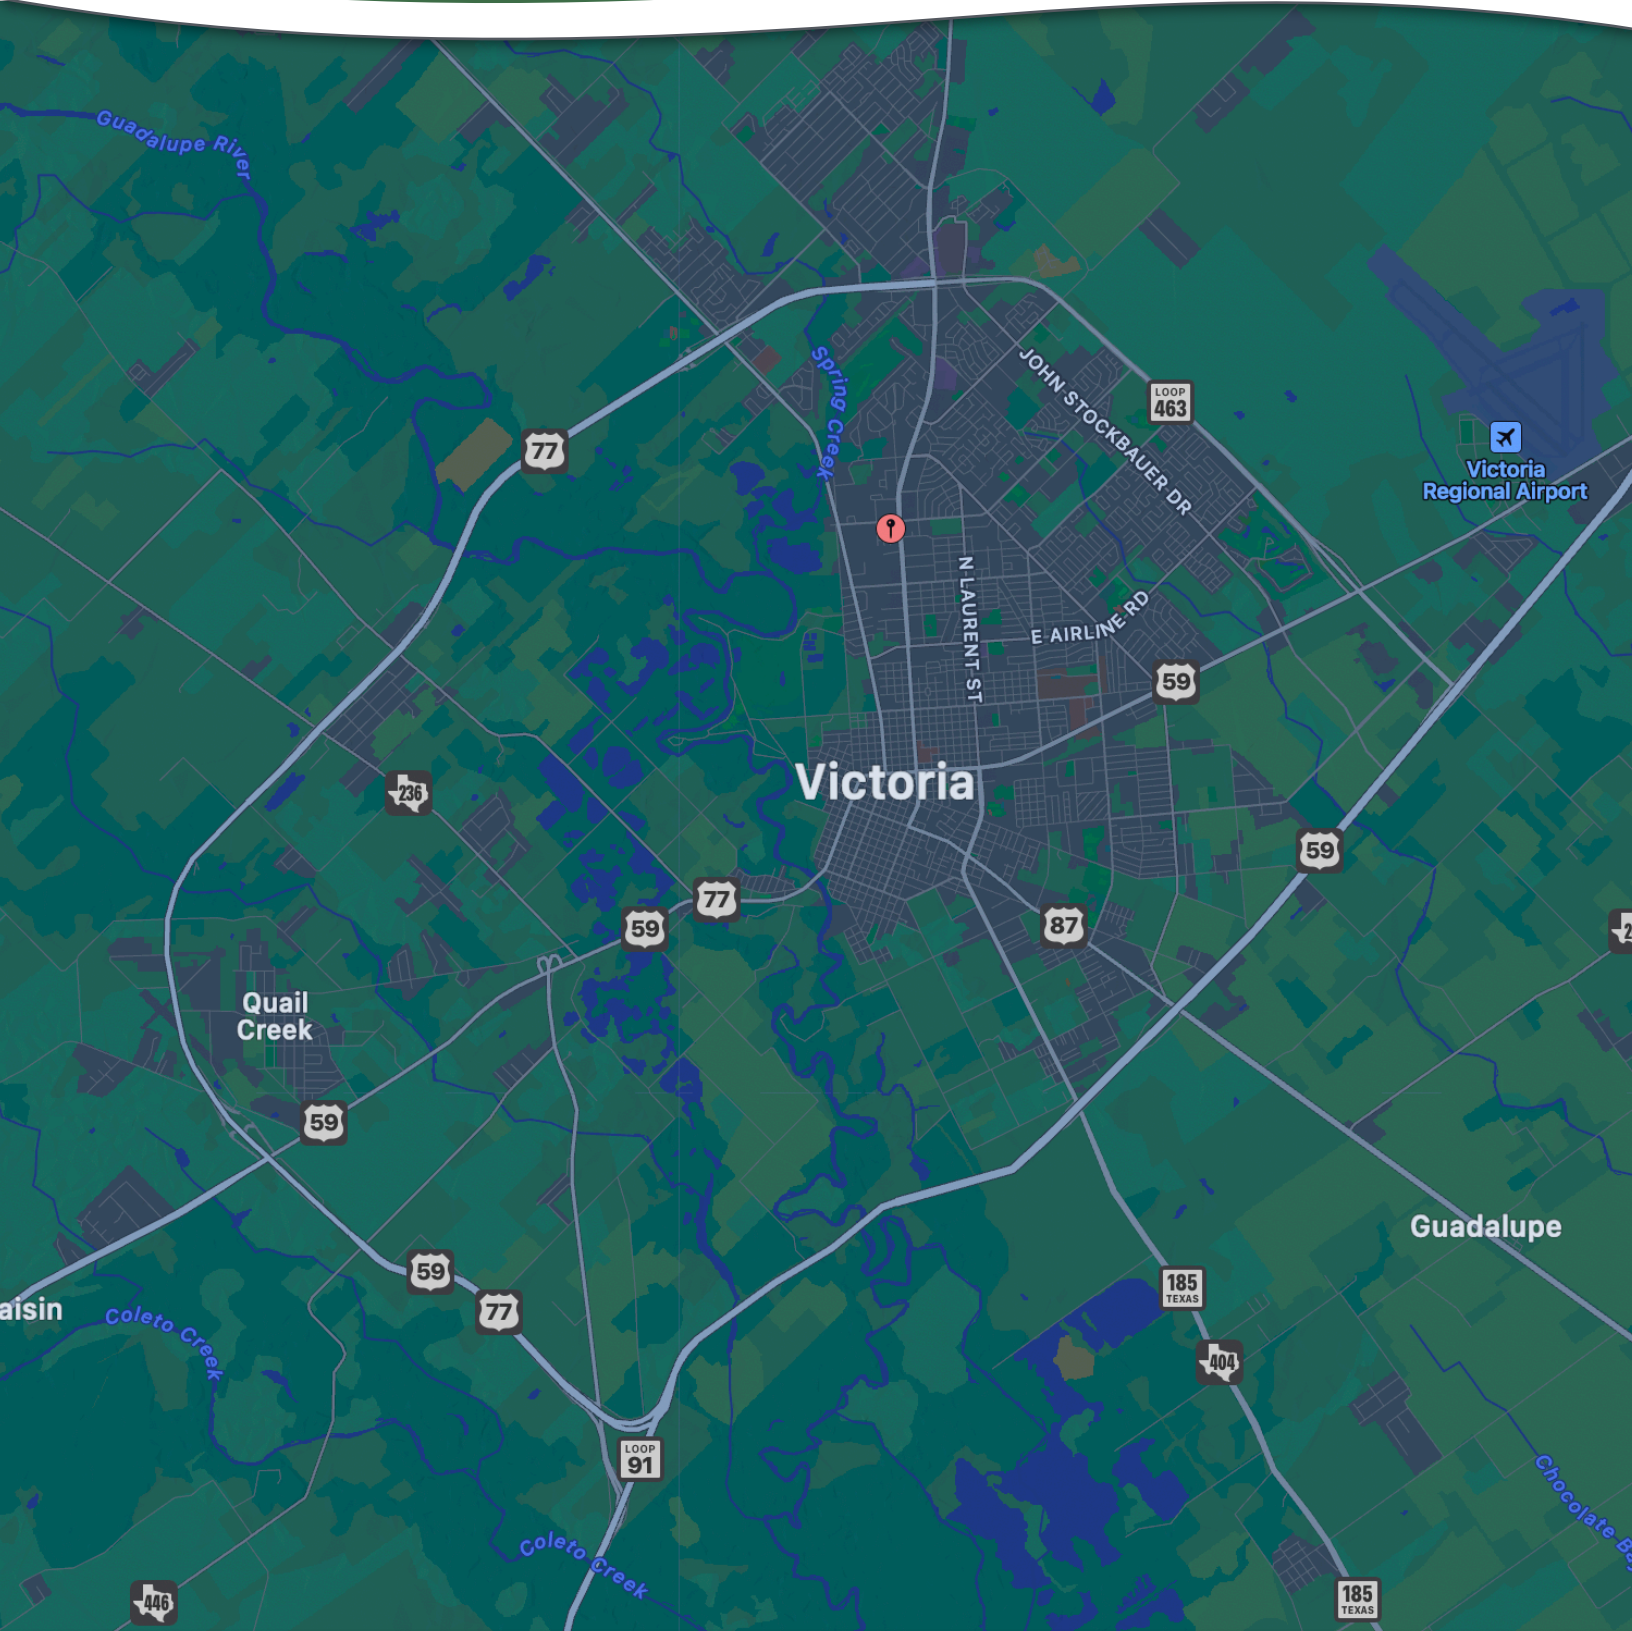 Guadalupe River
Spring Creek
JOHN STOCKBAUER DR
LOOP
463
77
Victoria
Regional Airport
N LAURENT ST
E AIRLINE RD
59
Victoria
236
59
77
59
87
Quail
Creek
59
Guadalupe
59
77
185
TEXAS
aisin
Coleto Creek
404
LOOP
91
Coleto Creek
Chocolate Ba
446
185
TEXAS